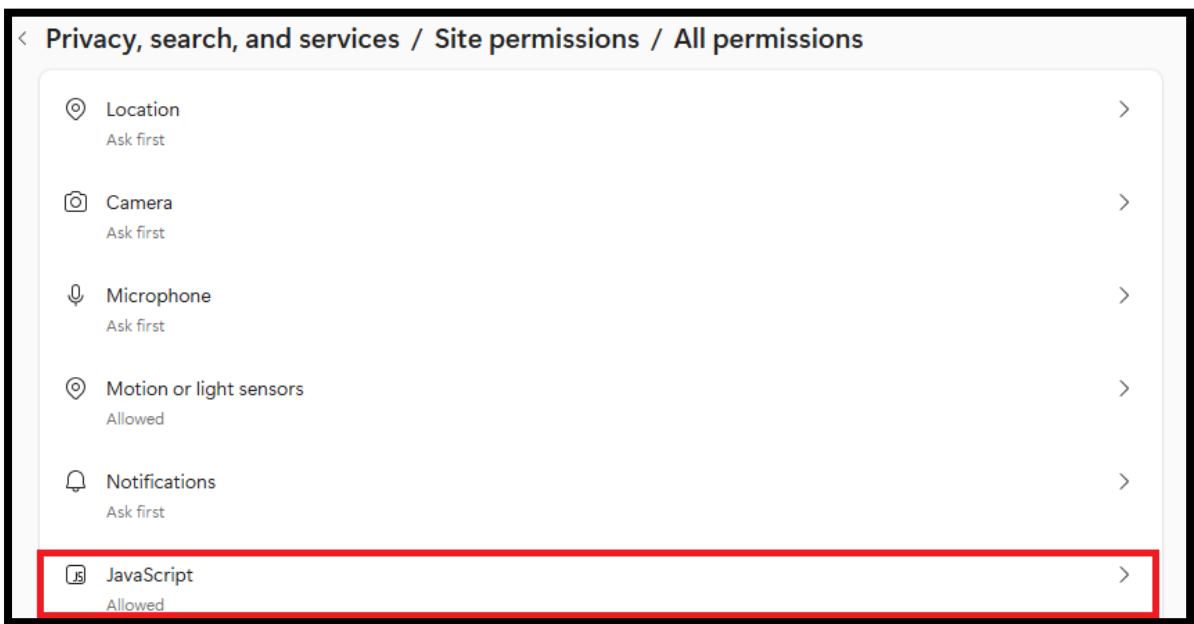 Privacy, search, and services / Site permissions / All permissions
Location
Ask first
Camera
Ask first
Microphone
Ask first
Motion or light sensors
Allowed
Notifications
Ask first
JS JavaScript
Allowed